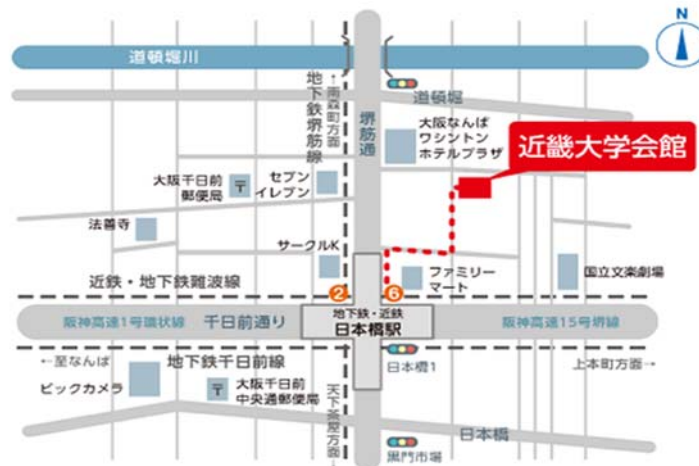 N
道頓堀川
道頓堀
地下鉄堺筋線
←南森町方面
堺筋通
大阪なんば
ワシントン
ホテルプラザ
近畿大学会館
大阪千日前
郵便局
〒
セブン
イレブン
法善寺
サークルK
近鉄・地下鉄難波線
2
6
ファミリー
マート
国立文楽劇場
阪神高速1号環状線
千日前通り
地下鉄・近鉄
日本橋駅
阪神高速15号堺線
←至なんば
地下鉄千日前線
日本橋1
上本町方面→
ビックカメラ
〒
大阪千日前
中央通郵便局
天下茶屋方面→
日本橋
黒門市場